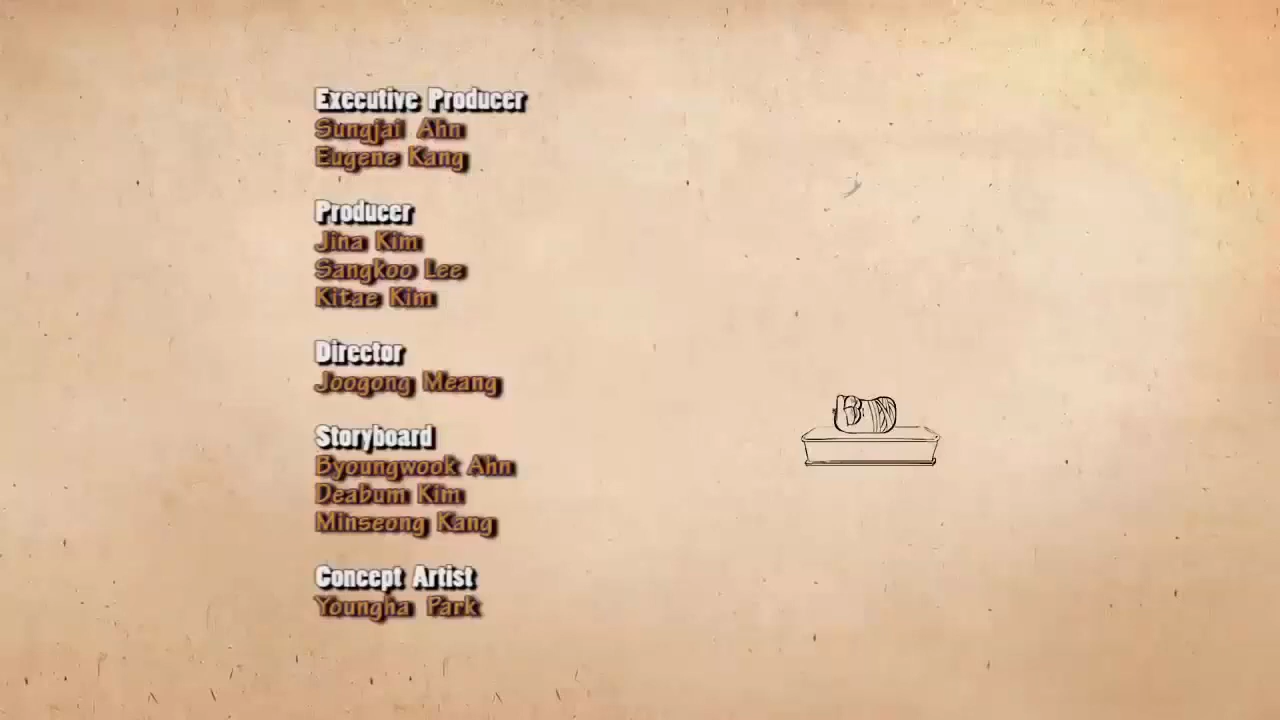 Executive Producer
Sungjai Ahn
Eugene Kang
Producer
Jina Kim
Sangkoo Lee
Kitae Kim
Director
Joogong Meang
Storyboard
Byoungwook Ahn
Deabum Kim
Minseong Kang
Concept Artist
Youngha Park